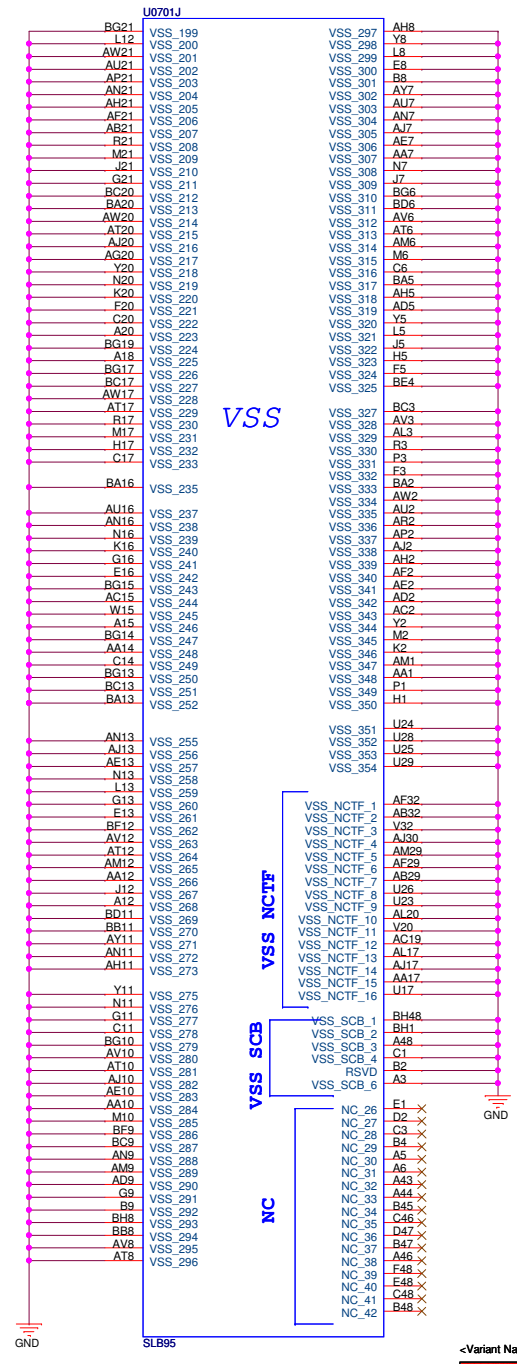 U0701J
BG21 VSS_199
L12 VSS_200
AW21 VSS_201
AU21 VSS_202
AP21 VSS_203
AN21 VSS_204
AH21 VSS_205
AF21 VSS_206
AB21 VSS_207
R21 VSS_208
M21 VSS_209
J21 VSS_210
G21 VSS_211
BC20 VSS_212
BA20 VSS_213
AW20 VSS_214
AT20 VSS_215
AJ20 VSS_216
AG20 VSS_217
Y20 VSS_218
N20 VSS_219
K20 VSS_220
F20 VSS_221
C20 VSS_222
A20 VSS_223
BG19 VSS_224
A18 VSS_225
BG17 VSS_226
BC17 VSS_227
AW17 VSS_228
AT17 VSS_229
R17 VSS_230
M17 VSS_231
H17 VSS_232
C17 VSS_233
BA16 VSS_235
AU16 VSS_237
AN16 VSS_238
N16 VSS_239
K16 VSS_240
G16 VSS_241
E16 VSS_242
BG15 VSS_243
AC15 VSS_244
W15 VSS_245
A15 VSS_246
BG14 VSS_247
AA14 VSS_248
C14 VSS_249
BG13 VSS_250
BC13 VSS_251
BA13 VSS_252
AN13 VSS_255
AJ13 VSS_256
AE13 VSS_257
N13 VSS_258
L13 VSS_259
G13 VSS_260
E13 VSS_261
BF12 VSS_262
AV12 VSS_263
AT12 VSS_264
AM12 VSS_265
AA12 VSS_266
J12 VSS_267
A12 VSS_268
BD11 VSS_269
BB11 VSS_270
AY11 VSS_271
AN11 VSS_272
AH11 VSS_273
Y11 VSS_275
N11 VSS_276
G11 VSS_277
C11 VSS_278
BG10 VSS_279
AV10 VSS_280
AT10 VSS_281
AJ10 VSS_282
AE10 VSS_283
AA10 VSS_284
M10 VSS_285
BF9 VSS_286
BC9 VSS_287
AN9 VSS_288
AM9 VSS_289
AD9 VSS_290
G9 VSS_291
B9 VSS_292
BH8 VSS_293
BB8 VSS_294
AV8 VSS_295
AT8 VSS_296
GND
SLB95
VSS
VSS NCTF
VSS SCB
NC
VSS_297 AH8
VSS_298 Y8
VSS_299 L8
VSS_300 E8
VSS_301 B8
VSS_302 AY7
VSS_303 AU7
VSS_304 AN7
VSS_305 AJ7
VSS_306 AE7
VSS_307 AA7
VSS_308 N7
VSS_309 J7
VSS_310 BG6
VSS_311 BD6
VSS_312 AV6
VSS_313 AT6
VSS_314 AM6
VSS_315 M6
VSS_316 C6
VSS_317 BA5
VSS_318 AH5
VSS_319 AD5
VSS_320 Y5
VSS_321 L5
VSS_322 J5
VSS_323 H5
VSS_324 F5
VSS_325 BE4
VSS_327 BC3
VSS_328 AV3
VSS_329 AL3
VSS_330 R3
VSS_331 P3
VSS_332 F3
VSS_333 BA2
VSS_334 AW2
VSS_335 AU2
VSS_336 AR2
VSS_337 AP2
VSS_338 AJ2
VSS_339 AH2
VSS_340 AF2
VSS_341 AE2
VSS_342 AD2
VSS_343 AC2
VSS_344 Y2
VSS_345 M2
VSS_346 K2
VSS_347 AM1
VSS_348 AA1
VSS_349 P1
VSS_350 H1
VSS_351 U24
VSS_352 U28
VSS_353 U25
VSS_354 U29
VSS_NCTF_1 AF32
VSS_NCTF_2 AB32
VSS_NCTF_3 V32
VSS_NCTF_4 AJ30
VSS_NCTF_5 AM29
VSS_NCTF_6 AF29
VSS_NCTF_7 AB29
VSS_NCTF_8 U26
VSS_NCTF_9 U23
VSS_NCTF_10 AL20
VSS_NCTF_11 V20
VSS_NCTF_12 AC19
VSS_NCTF_13 AL17
VSS_NCTF_14 AJ17
VSS_NCTF_15 AA17
VSS_NCTF_16 U17
VSS_SCB_1 BH48
VSS_SCB_2 BH1
VSS_SCB_3 A48
VSS_SCB_4 C1
RSVD B2
VSS_SCB_6 A3
NC_26 E1
NC_27 D2
NC_28 C3
NC_29 B4
NC_30 A5
NC_31 A6
NC_32 A43
NC_33 A44
NC_34 B45
NC_35 C46
NC_36 D47
NC_37 B47
NC_38 A46
NC_39 F48
NC_40 E48
NC_41 C48
NC_42 B48
GND
<Variant Na